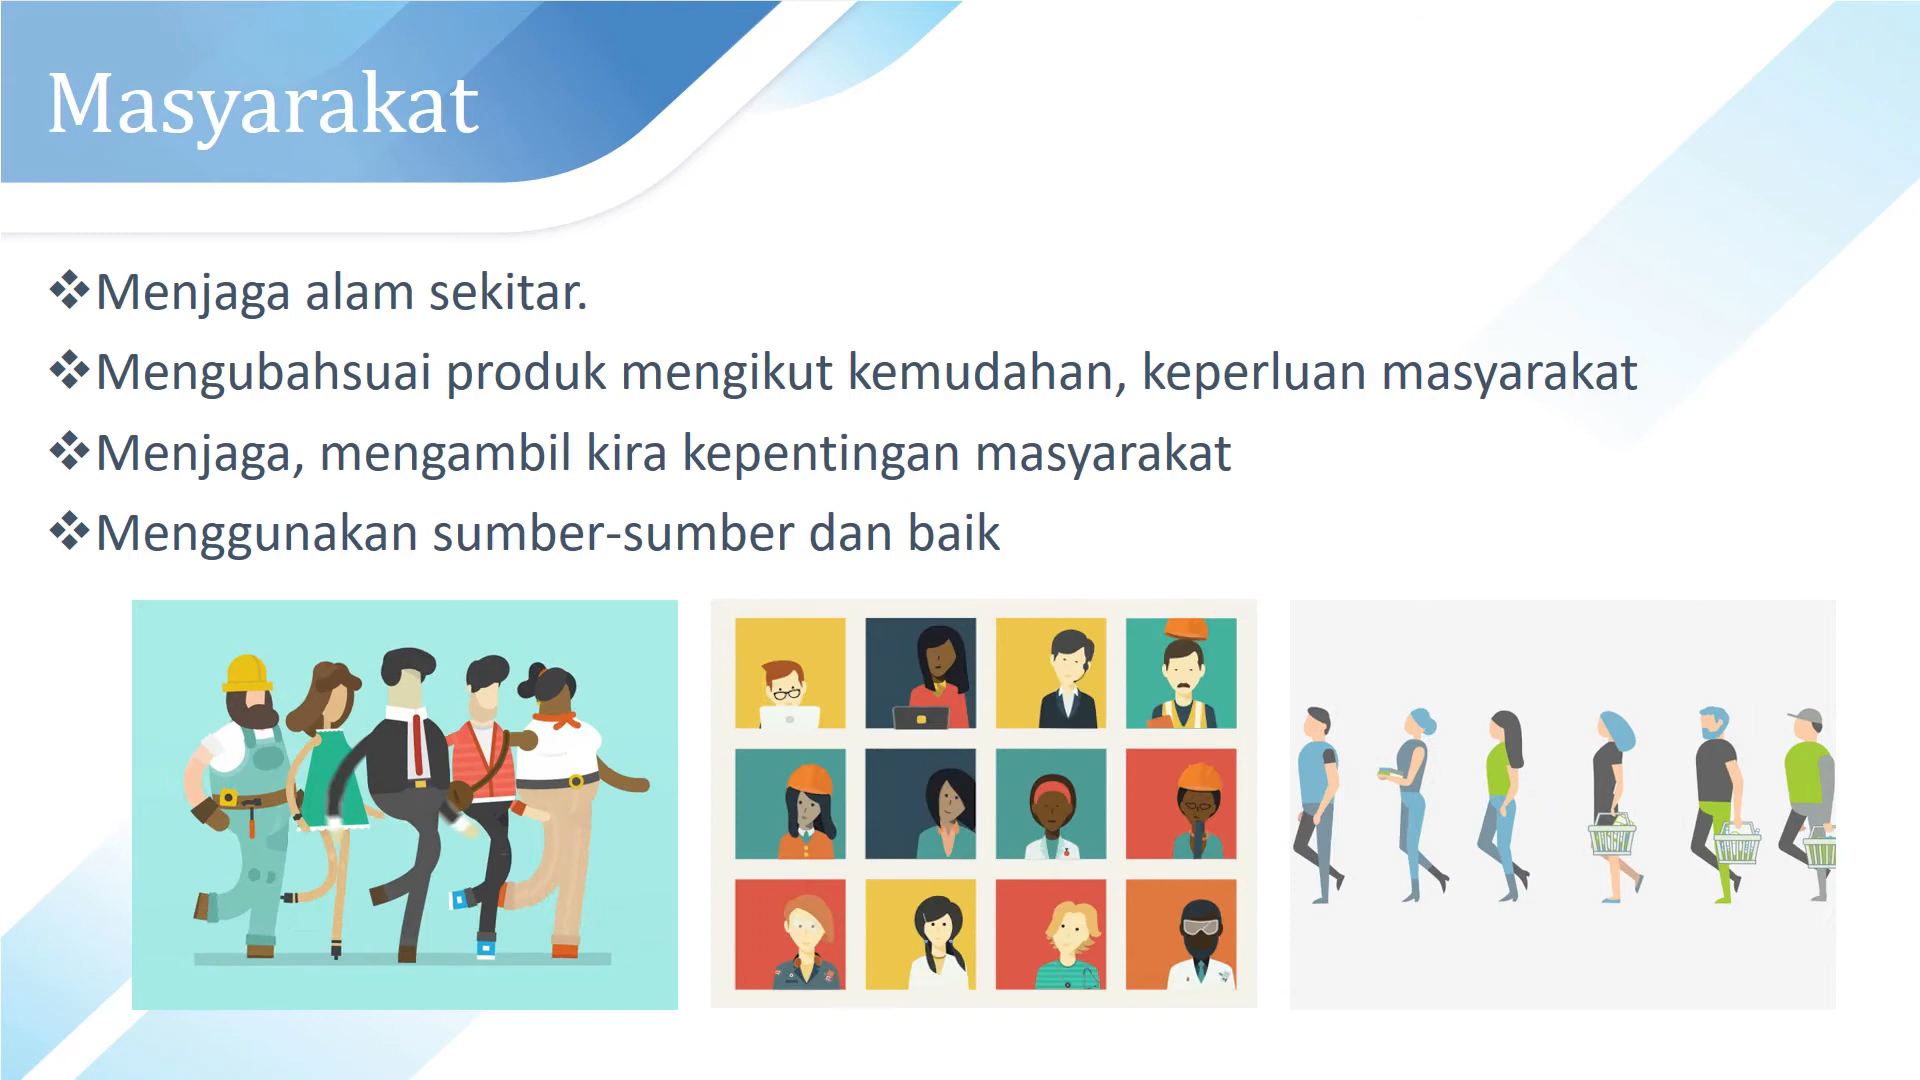 Masyarakat
❖Menjaga alam sekitar.
❖Mengubahsuai produk mengikut kemudahan, keperluan masyarakat
❖Menjaga, mengambil kira kepentingan masyarakat
❖Menggunakan sumber-sumber dan baik